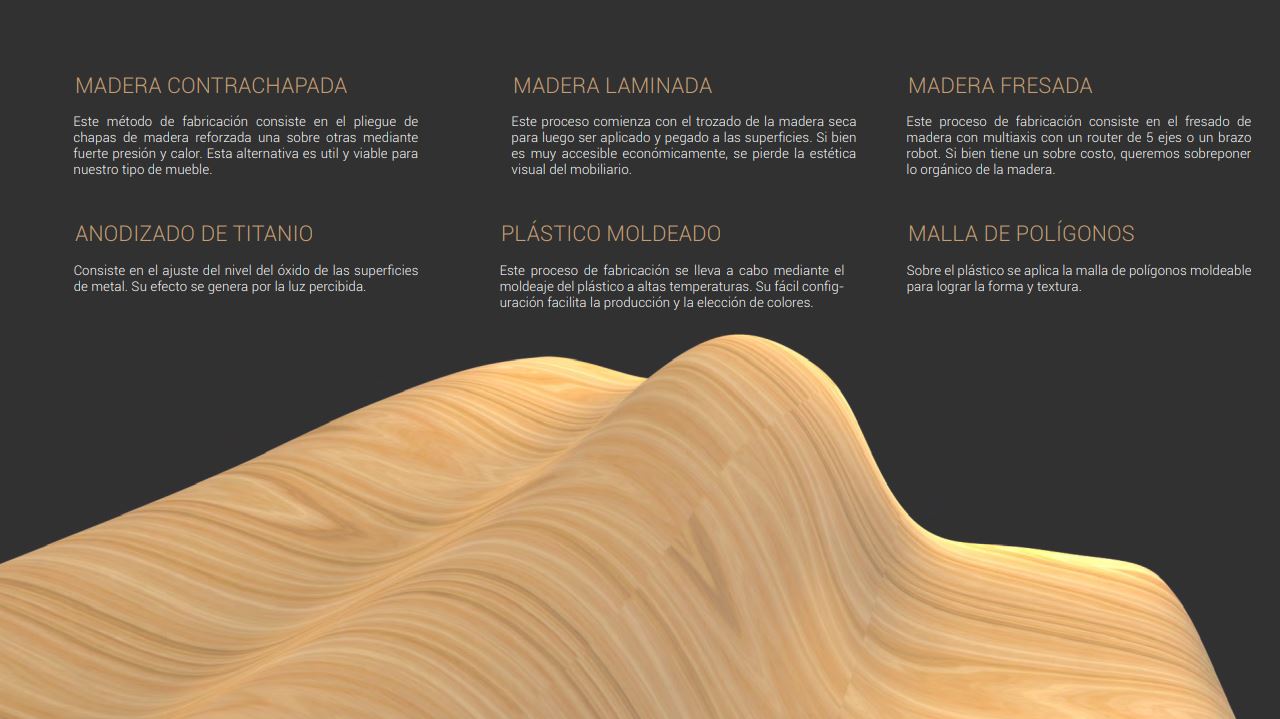 MADERA CONTRACHAPADA
Este método de fabricación consiste en el pliegue de
chapas de madera reforzada una sobre otras mediante
fuerte presión y calor. Esta alternativa es util y viable para
nuestro tipo de mueble.
MADERA LAMINADA
Este proceso comienza con el trozado de la madera seca
para luego ser aplicado y pegado a las superficies. Si bien
es muy accesible económicamente, se pierde la estética
visual del mobiliario.
MADERA FRESADA
Este proceso de fabricación consiste en el fresado de
madera con multiaxis con un router de 5 ejes o un brazo
robot. Si bien tiene un sobre costo, queremos sobreponer
lo orgánico de la madera.
ANODIZADO DE TITANIO
Consiste en el ajuste del nivel del óxido de las superficies
de metal. Su efecto se genera por la luz percibida.
PLÁSTICO MOLDEADO
Este proceso de fabricación se lleva a cabo mediante el
moldeaje del plástico a altas temperaturas. Su fácil config-
uración facilita la producción y la elección de colores.
MALLA DE POLÍGONOS
Sobre el plástico se aplica la malla de polígonos moldeable
para lograr la forma y textura.